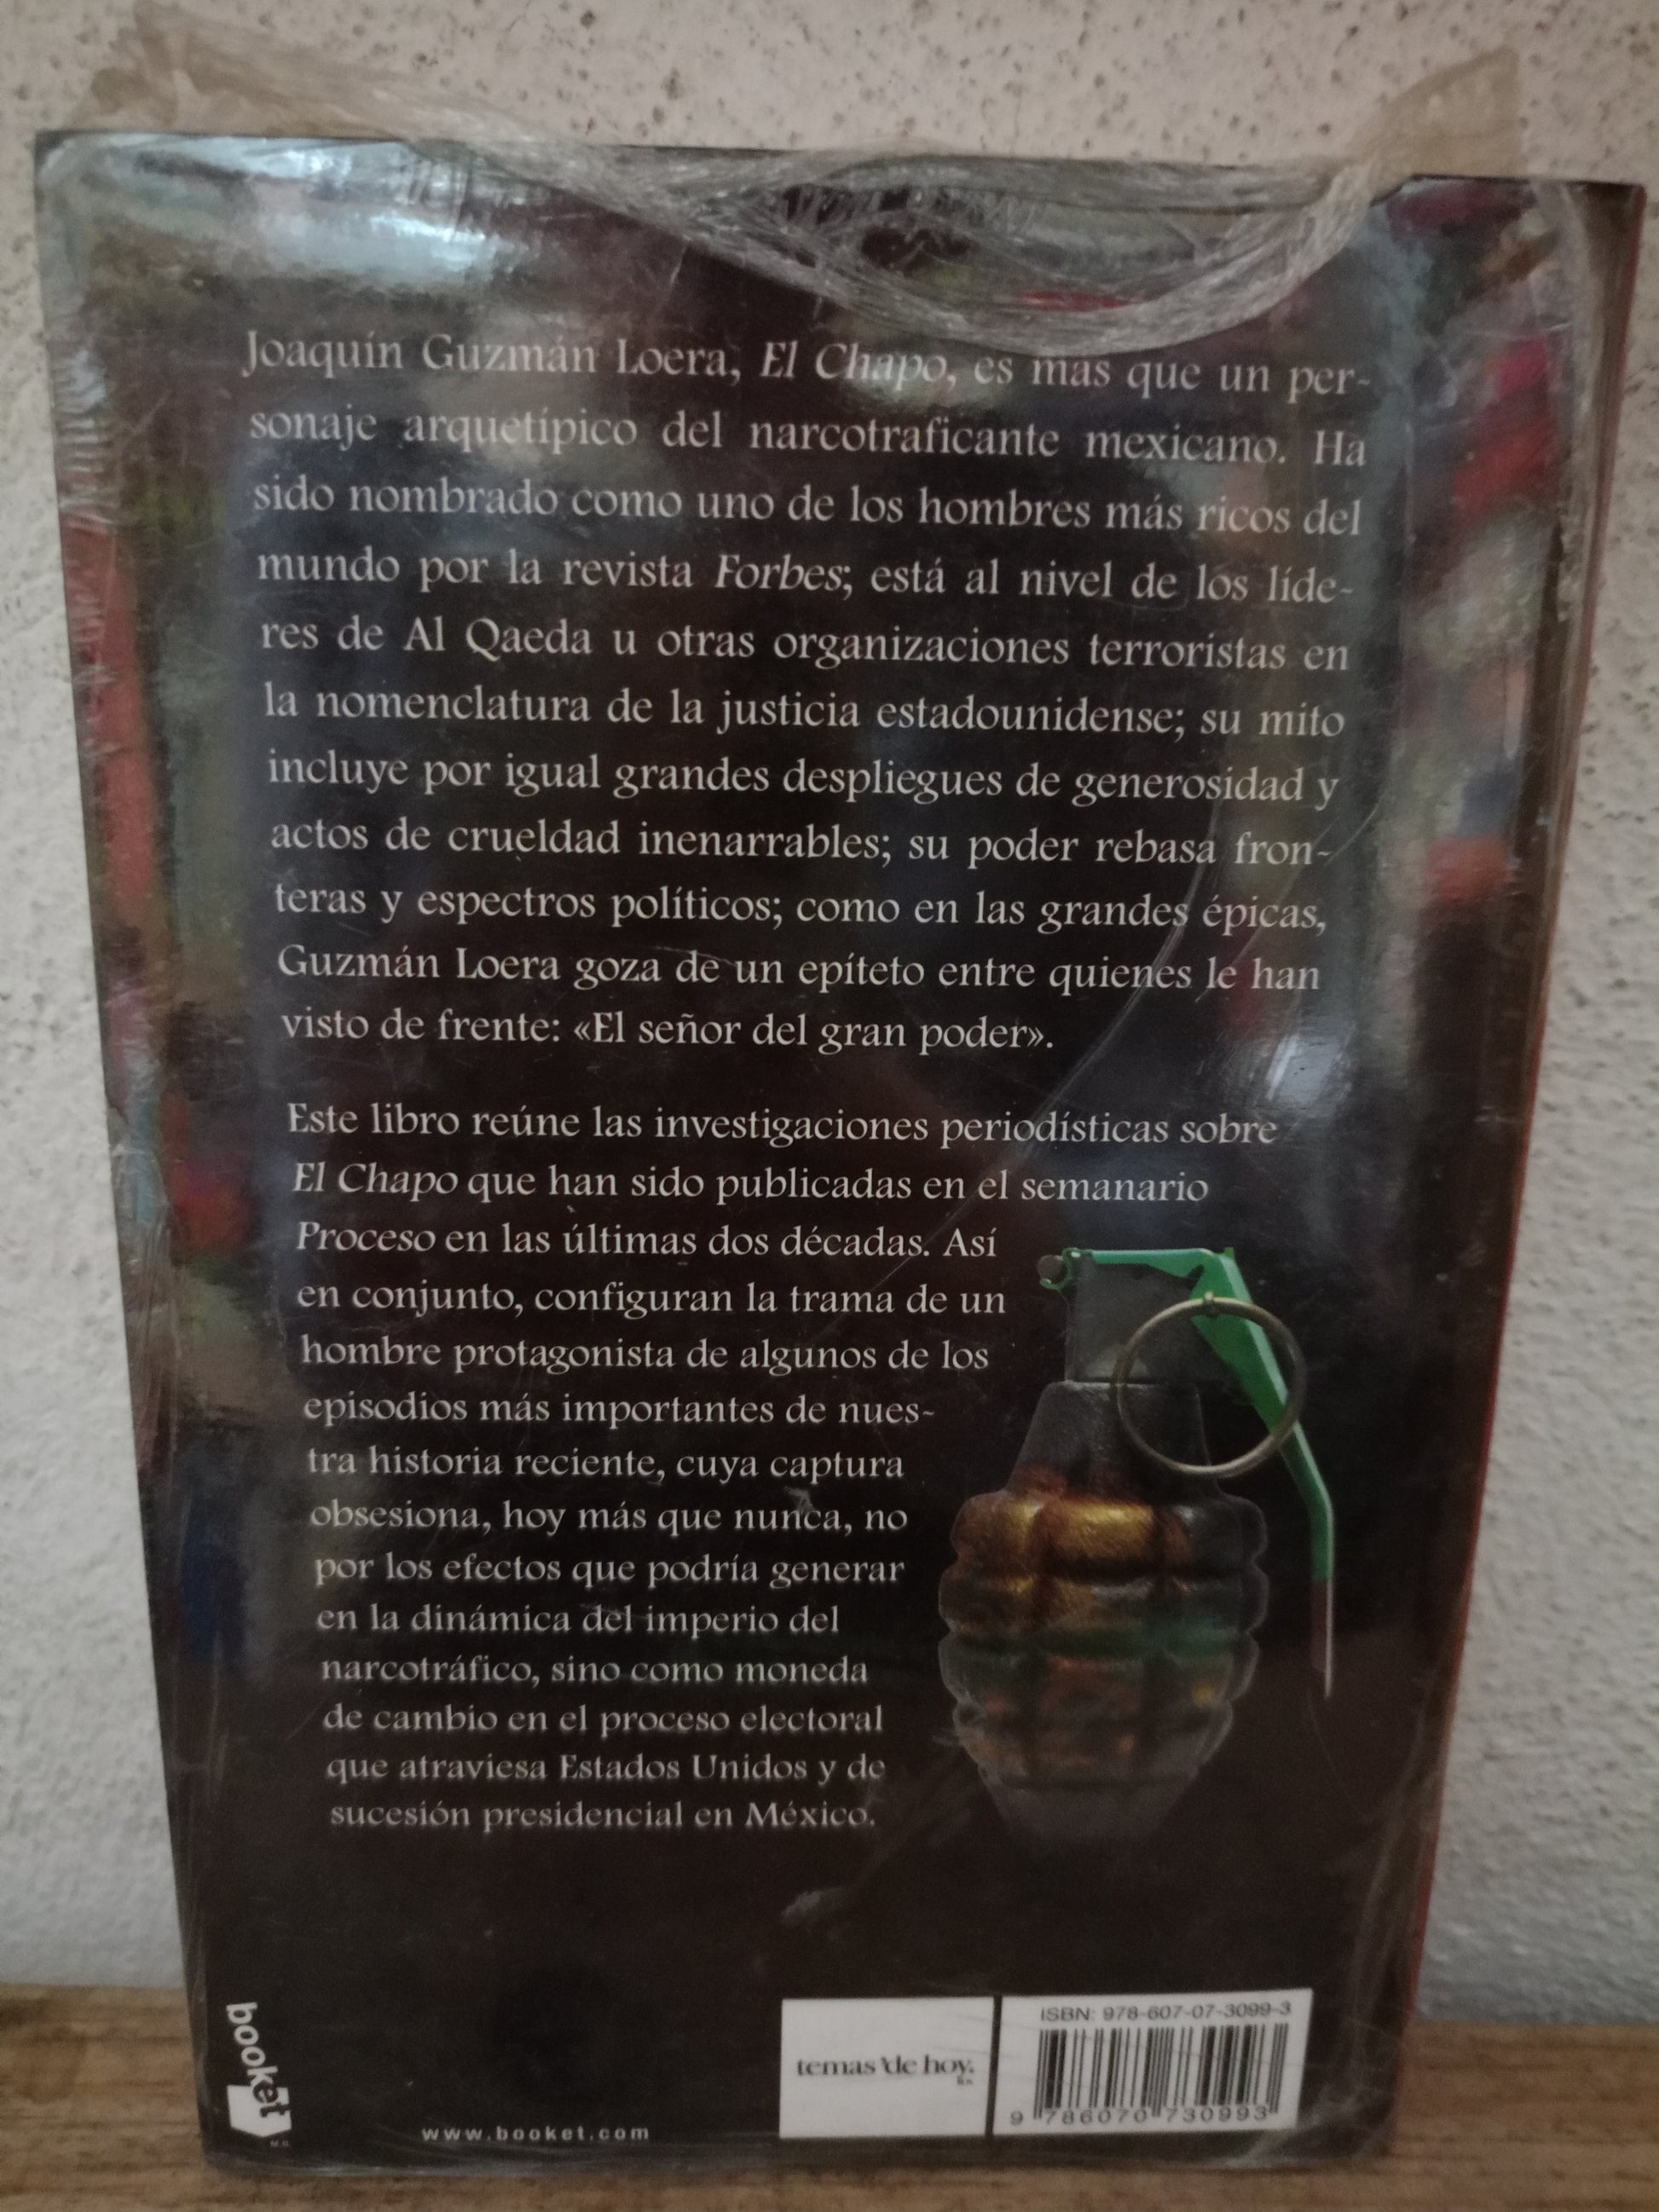 Joaquín Guzmán Loera, El Chapo, es más que un per-
sonaje arquetípico del narcotraficante mexicano. Ha
sido nombrado como uno de los hombres más ricos del
mundo por la revista Forbes; está al nivel de los líde-
res de Al Qaeda u otras organizaciones terroristas en
la nomenclatura de la justicia estadounidense; su mito
incluye por igual grandes despliegues de generosidad y
actos de crueldad inenarrables; su poder rebasa fron-
teras y espectros políticos; como en las grandes épicas,
Guzmán Loera goza de un epíteto entre quienes le han
visto de frente: «El señor del gran poder».
Este libro reúne las investigaciones periodísticas sobre
El Chapo que han sido publicadas en el semanario
Proceso en las últimas dos décadas. Así
en conjunto, configuran la trama de un
hombre protagonista de algunos de los
episodios más importantes de nues-
tra historia reciente, cuya captura
obsesiona, hoy más que nunca, no
por los efectos que podría generar
en la dinámica del imperio del
narcotráfico, sino como moneda
de cambio en el proceso electoral
que atraviesa Estados Unidos y de
sucesión presidencial en México.
booket
M.R.
www.booket.com
temas de hoy.
ISBN: 978-607-07-3099-3
9 786070 730993